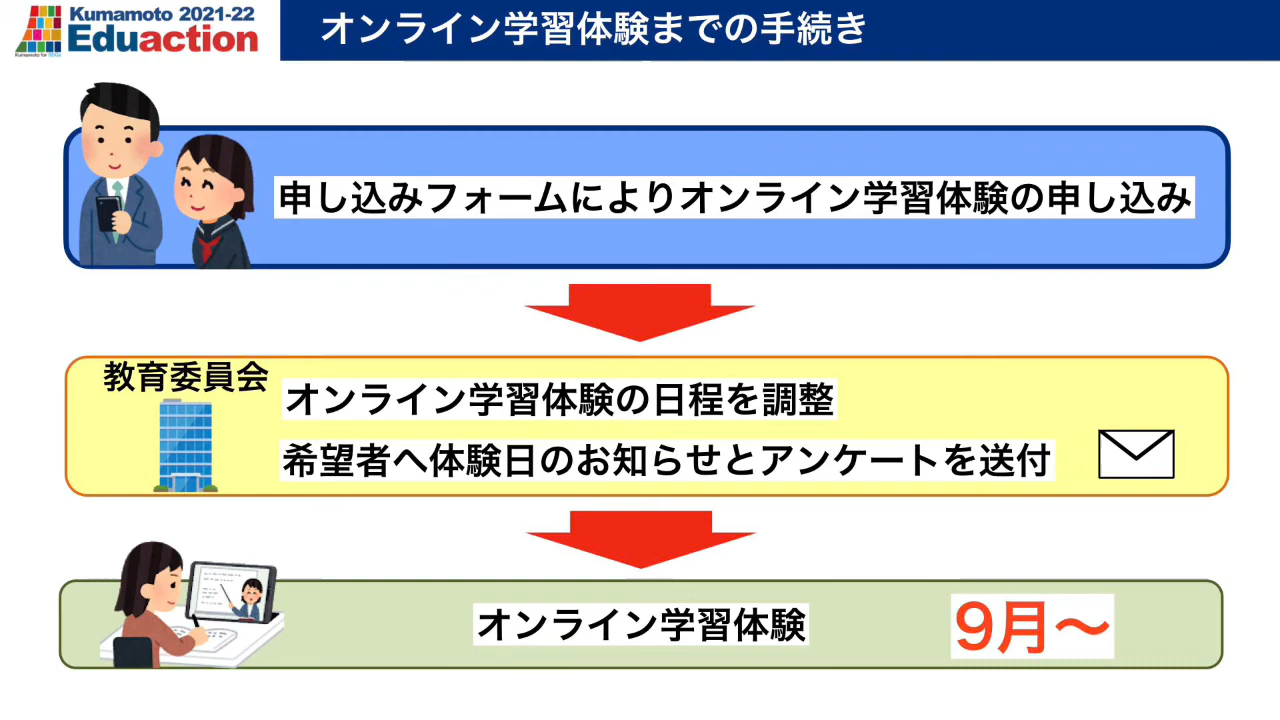 Kumamoto 2021-22
Eduaction
Kumamoto for SDGs
オンライン学習体験までの手続き
申し込みフォームによりオンライン学習体験の申し込み
教育委員会
オンライン学習体験の日程を調整
希望者へ体験日のお知らせとアンケートを送付
オンライン学習体験
9月〜